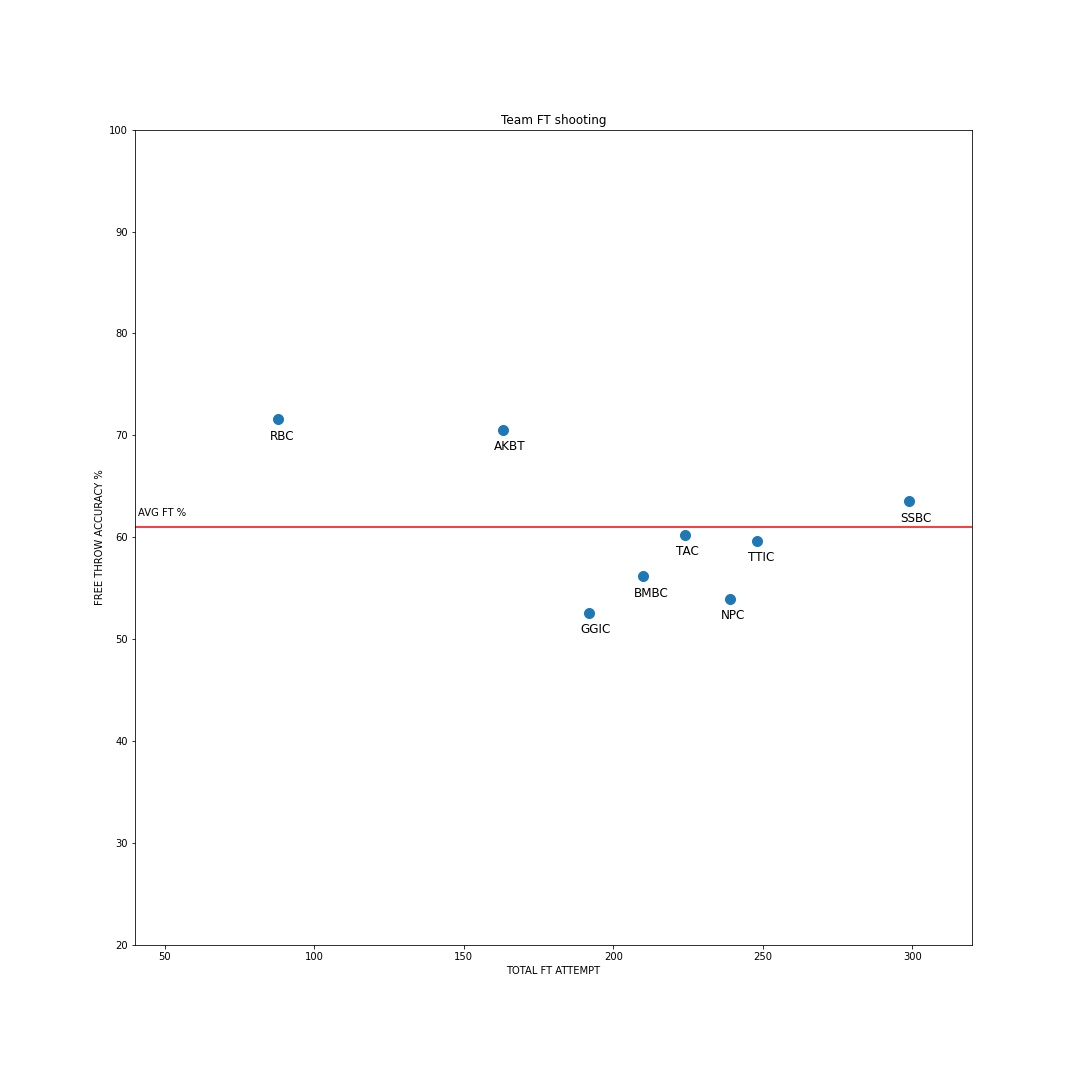 Team FT shooting
100
90
80
70
60
50
40
30
20
FREE THROW ACCURACY %
AVG FT %
RBC
AKBT
SSBC
TAC
TTIC
BMBC
NPC
GGIC
50
100
150
200
250
300
TOTAL FT ATTEMPT